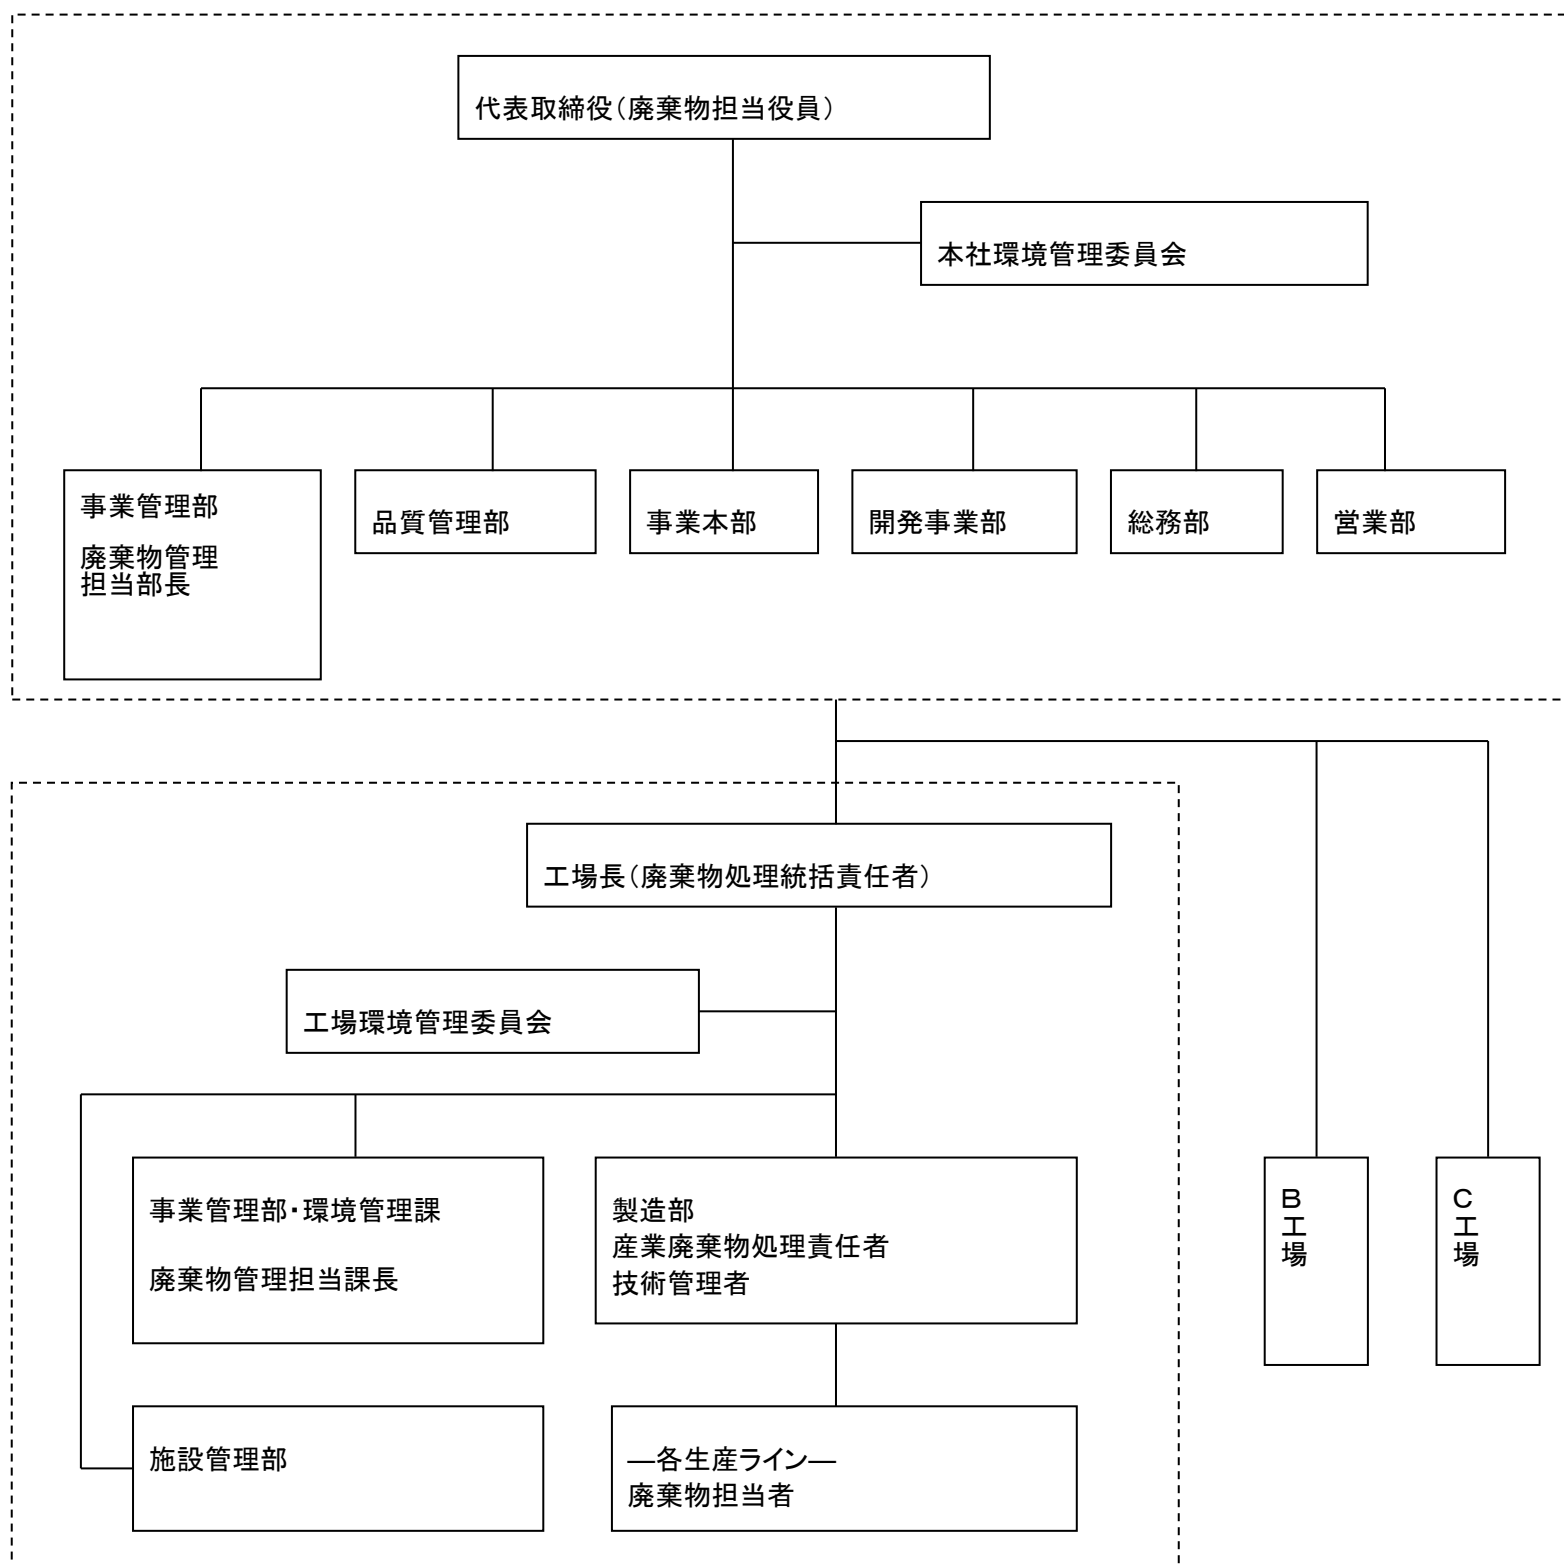 代表取締役（廃棄物担当役員）
本社環境管理委員会
事業管理部
廃棄物管理
担当部長
品質管理部
事業本部
開発事業部
総務部
営業部
工場長（廃棄物処理統括責任者）
工場環境管理委員会
事業管理部・環境管理課
廃棄物管理担当課長
製造部
産業廃棄物処理責任者
技術管理者
B工場
C工場
施設管理部
―各生産ライン―
廃棄物担当者